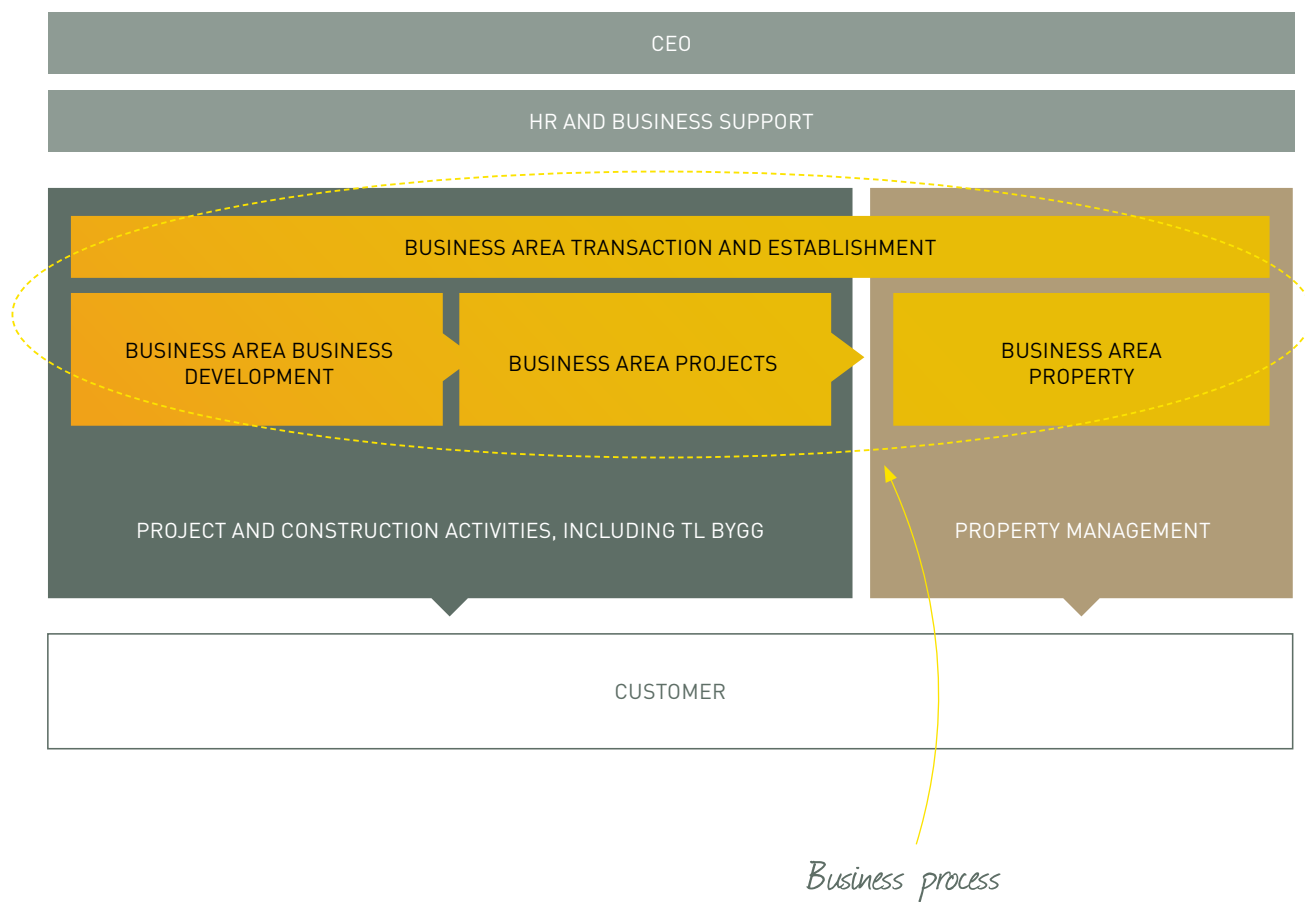 CEO
HR AND BUSINESS SUPPORT
BUSINESS AREA TRANSACTION AND ESTABLISHMENT
BUSINESS AREA BUSINESS
DEVELOPMENT
BUSINESS AREA PROJECTS
BUSINESS AREA
PROPERTY
PROJECT AND CONSTRUCTION ACTIVITIES, INCLUDING TL BYGG
PROPERTY MANAGEMENT
CUSTOMER
Business process